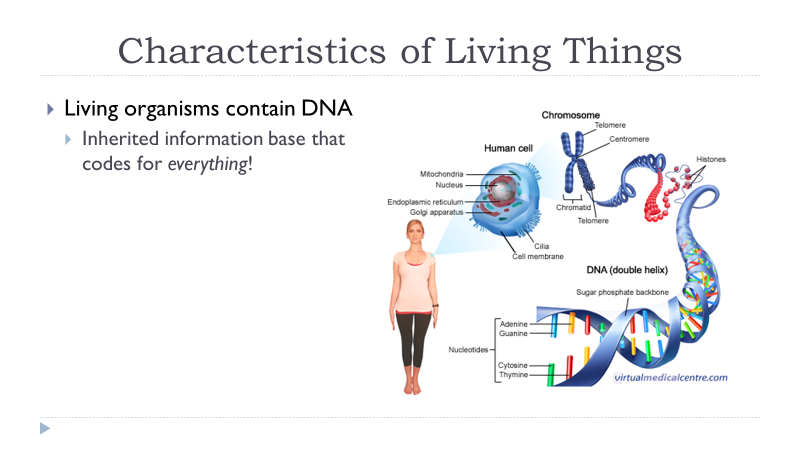 Characteristics of Living Things
Living organisms contain DNA
Inherited information base that
codes for everything!
Chromosome
Telomere
Centromere
Human cell
Histones
Mitochondria
Nucleus
Endoplasmic reticulum
Golgi apparatus
Chromatid
Telomere
Cilia
Cell membrane
DNA (double helix)
Sugar phosphate backbone
Adenine
Guanine
Nucleotides
Cytosine
Thymine
virtualmedicalcentre.com